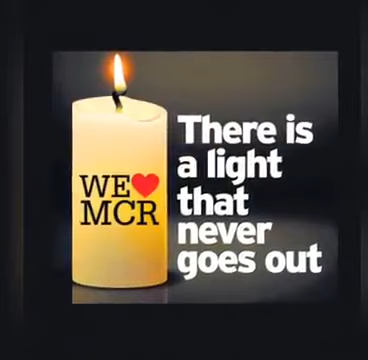 WE❤
MCR
There is
a light
that
never
goes out